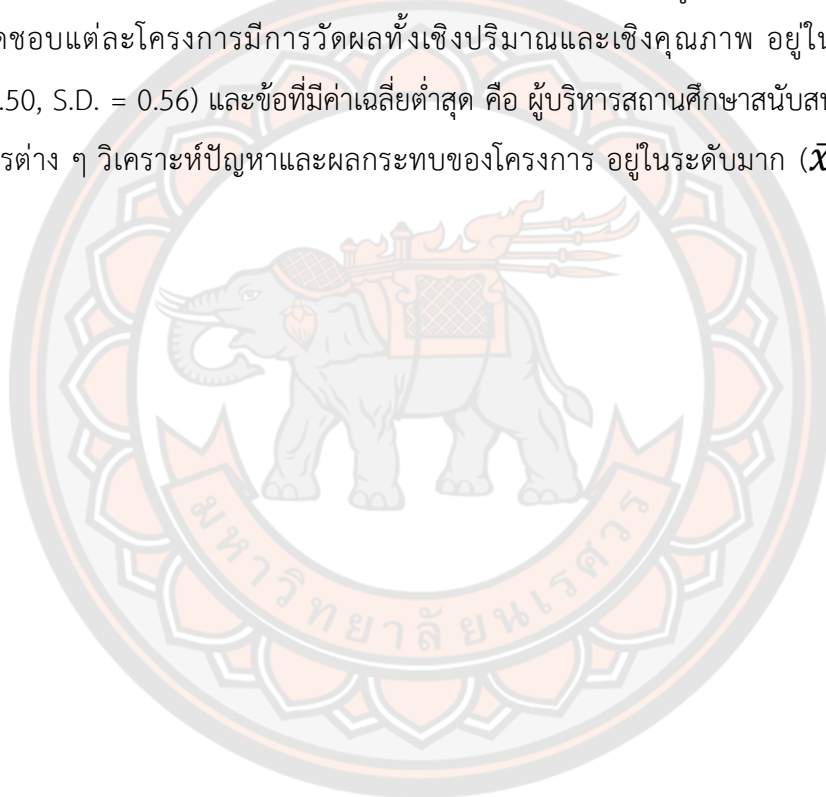 ดชอบแต่ละโครงการมีการวัดผลทั้งเชิงปริมาณและเชิงคุณภาพ อยู่ใน
.50, S.D. = 0.56) และข้อที่มีค่าเฉลี่ยต่ำสุด คือ ผู้บริหารสถานศึกษาสนับสน
รต่าง ๆ วิเคราะห์ปัญหาและผลกระทบของโครงการ อยู่ในระดับมาก (x̄
มหาวิทยาลัยนเรศวร